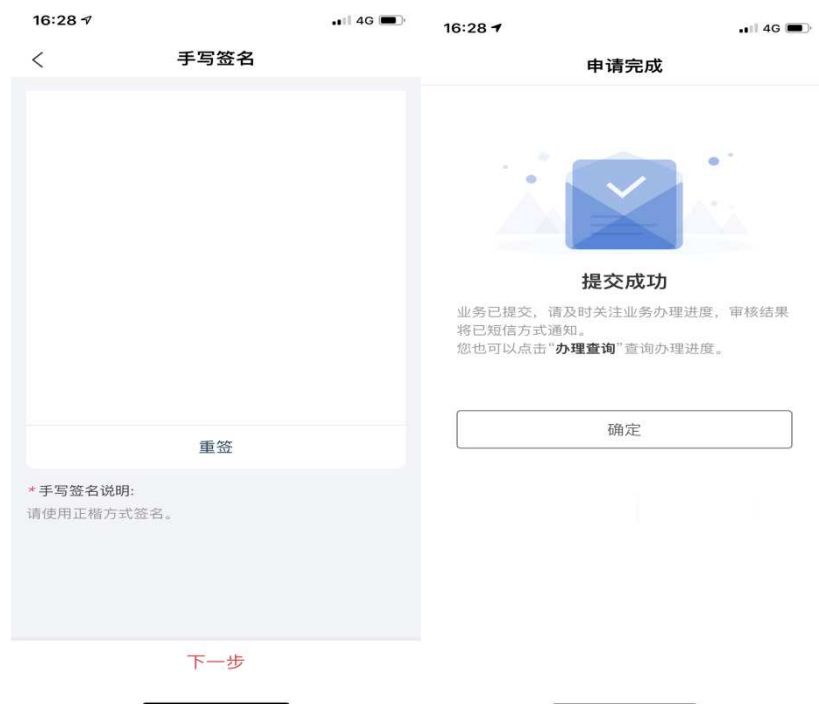 16:28
4G
手写签名
重签
*手写签名说明:
请使用正楷方式签名。
下一步
16:28
4G
申请完成
提交成功
业务已提交，请及时关注业务办理进度，审核结果
将已短信方式通知。
您也可以点击“办理查询”查询办理进度。
确定